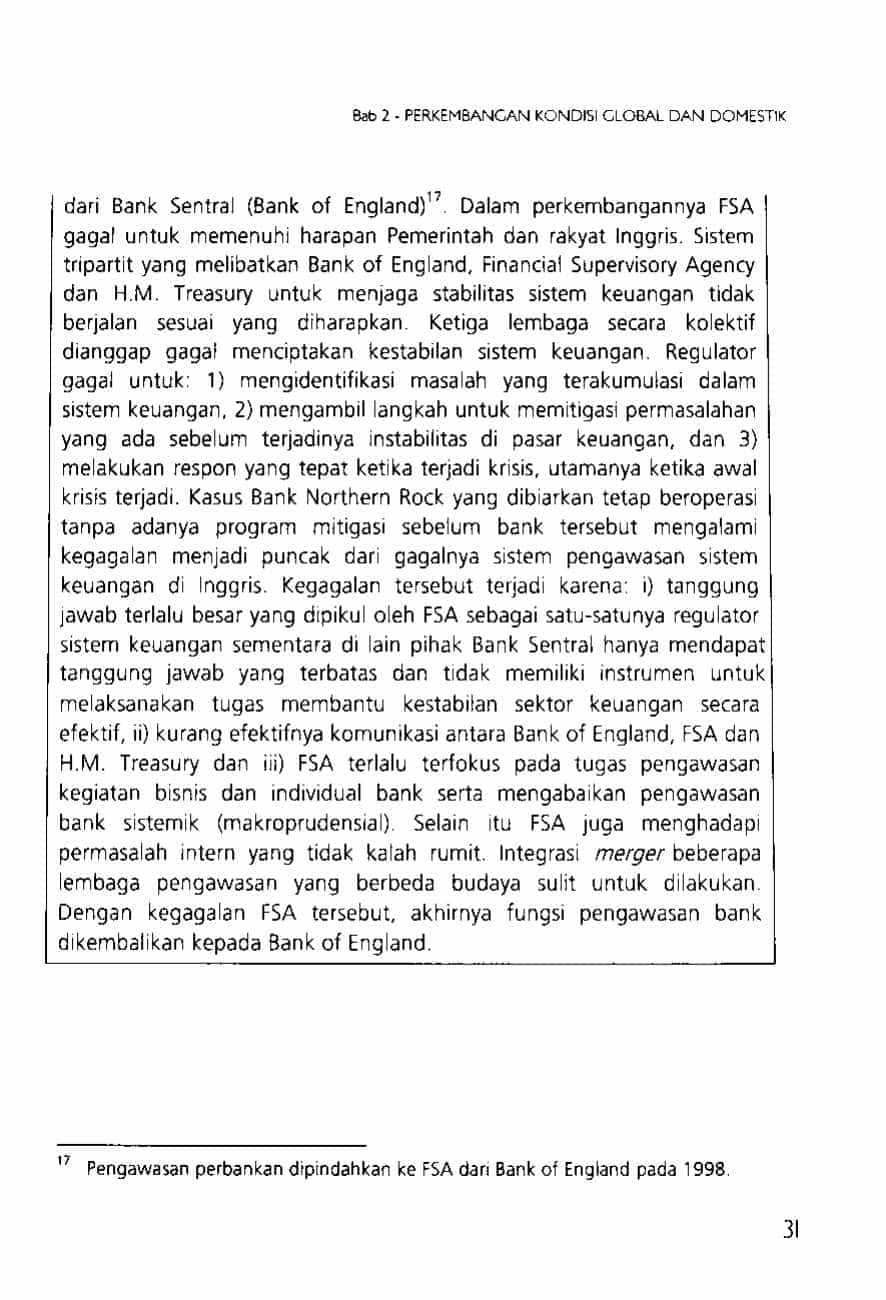 Bab 2 - PERKEMBANGAN KONDISI GLOBAL DAN DOMESTIK
dari Bank Sentral (Bank of England)17. Dalam perkembangannya FSA
gagal untuk memenuhi harapan Pemerintah dan rakyat Inggris. Sistem
tripartit yang melibatkan Bank of England, Financial Supervisory Agency
dan H.M. Treasury untuk menjaga stabilitas sistem keuangan tidak
berjalan sesuai yang diharapkan. Ketiga lembaga secara kolektif
dianggap gagal menciptakan kestabilan sistem keuangan. Regulator
gagal untuk: 1) mengidentifikasi masalah yang terakumulasi dalam
sistem keuangan, 2) mengambil langkah untuk memitigasi permasalahan
yang ada sebelum terjadinya instabilitas di pasar keuangan, dan 3)
melakukan respon yang tepat ketika terjadi krisis, utamanya ketika awal
krisis terjadi. Kasus Bank Northern Rock yang dibiarkan tetap beroperasi
tanpa adanya program mitigasi sebelum bank tersebut mengalami
kegagalan menjadi puncak dari gagalnya sistem pengawasan sistem
keuangan di Inggris. Kegagalan tersebut terjadi karena: i) tanggung
jawab terlalu besar yang dipikul oleh FSA sebagai satu-satunya regulator
sistem keuangan sementara di lain pihak Bank Sentral hanya mendapat
tanggung jawab yang terbatas dan tidak memiliki instrumen untuk
melaksanakan tugas membantu kestabilan sektor keuangan secara
efektif, ii) kurang efektifnya komunikasi antara Bank of England, FSA dan
H.M. Treasury dan iii) FSA terlalu terfokus pada tugas pengawasan
kegiatan bisnis dan individual bank serta mengabaikan pengawasan
bank sistemik (makroprudensial). Selain itu FSA juga menghadapi
permasalah intern yang tidak kalah rumit. Integrasi merger beberapa
lembaga pengawasan yang berbeda budaya sulit untuk dilakukan.
Dengan kegagalan FSA tersebut, akhirnya fungsi pengawasan bank
dikembalikan kepada Bank of England.
17 Pengawasan perbankan dipindahkan ke FSA dari Bank of England pada 1998.
31